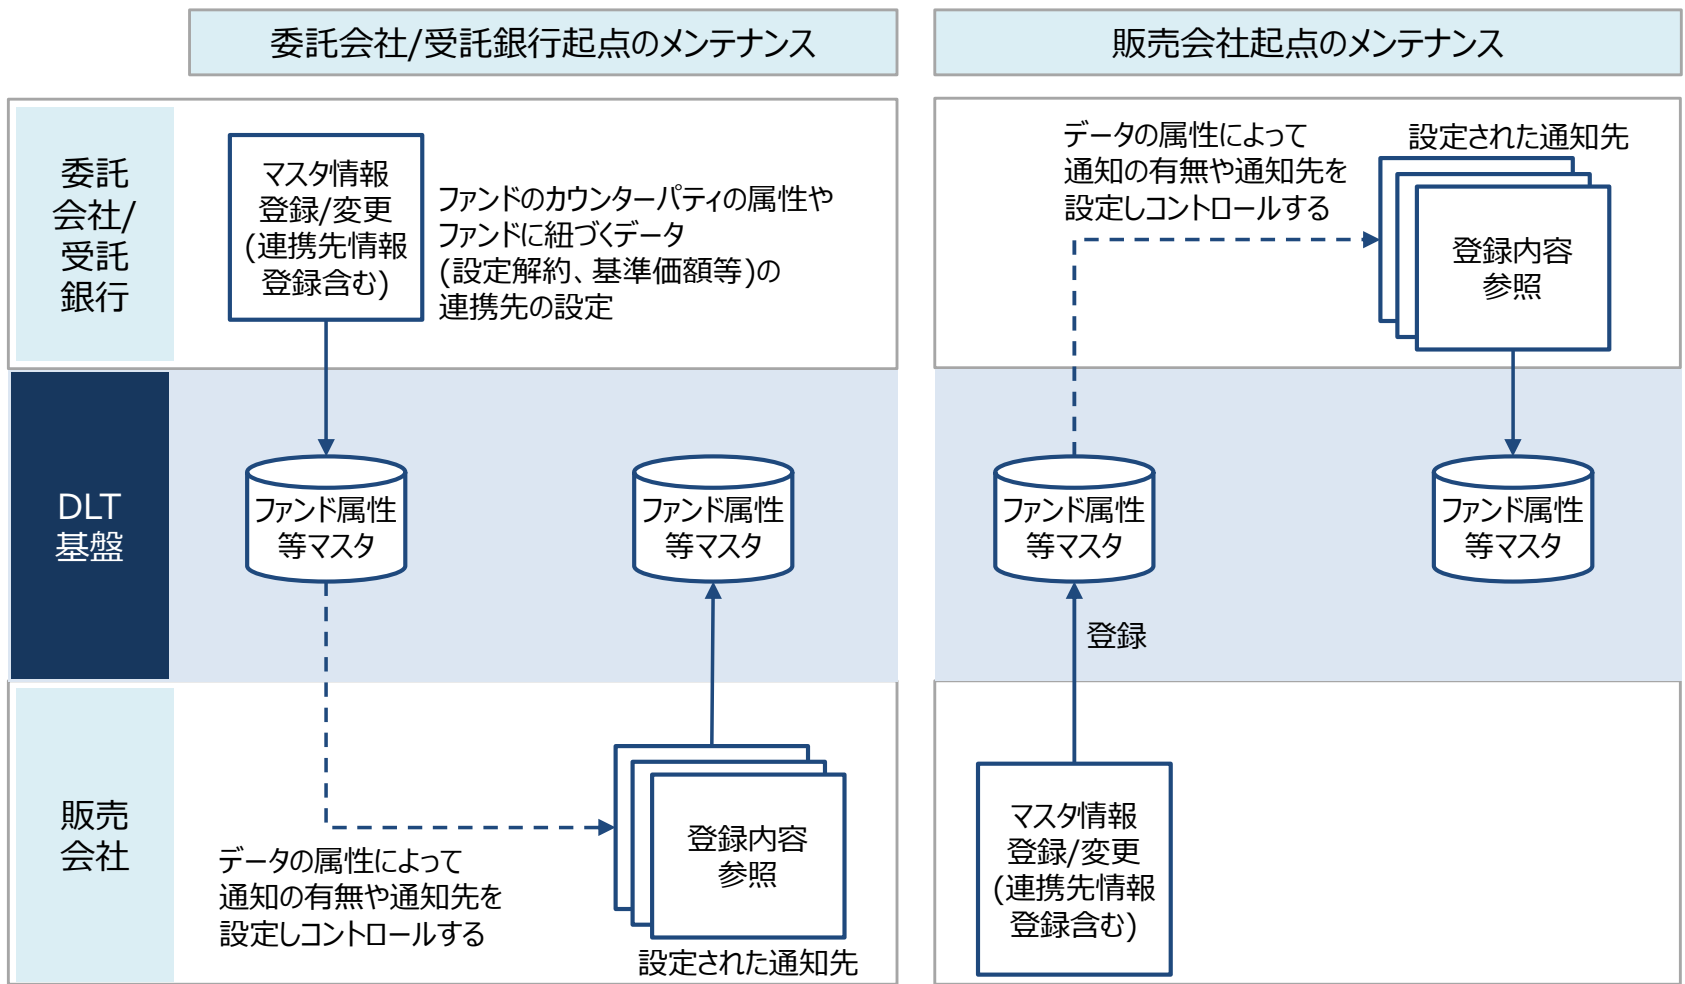 委託会社/受託銀行起点のメンテナンス
販売会社起点のメンテナンス
委託
会社/
受託
銀行
マスタ情報
登録/変更
(連携先情報
登録含む)
ファンドのカウンターパティの属性や
ファンドに紐づくデータ
(設定解約、基準価額等)の
連携先の設定
データの属性によって
通知の有無や通知先を
設定しコントロールする
設定された通知先
登録内容
参照
DLT
基盤
ファンド属性
等マスタ
ファンド属性
等マスタ
ファンド属性
等マスタ
ファンド属性
等マスタ
登録
販売
会社
データの属性によって
通知の有無や通知先を
設定しコントロールする
登録内容
参照
設定された通知先
マスタ情報
登録/変更
(連携先情報
登録含む)